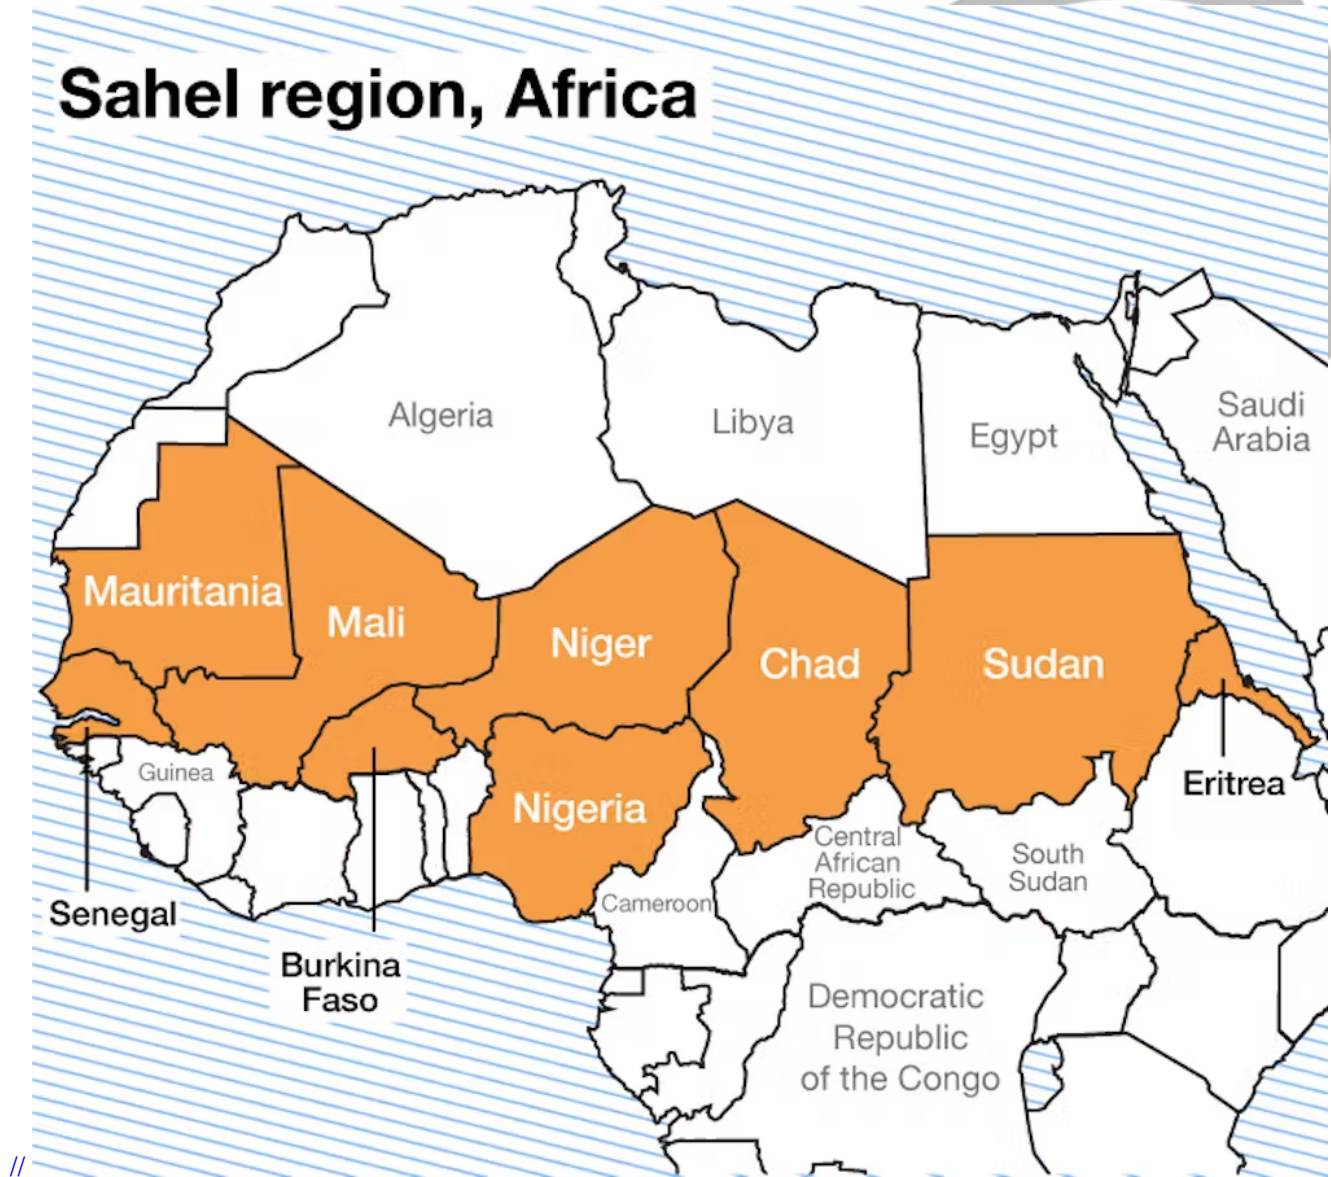 Sahel region, Africa
Algeria
Libya
Egypt
Saudi
Arabia
Mauritania
Mali
Niger
Chad
Sudan
Guinea
Nigeria
Eritrea
Central
African
Republic
South
Sudan
Cameroon
Senegal
Burkina
Faso
Democratic
Republic
of the Congo
//